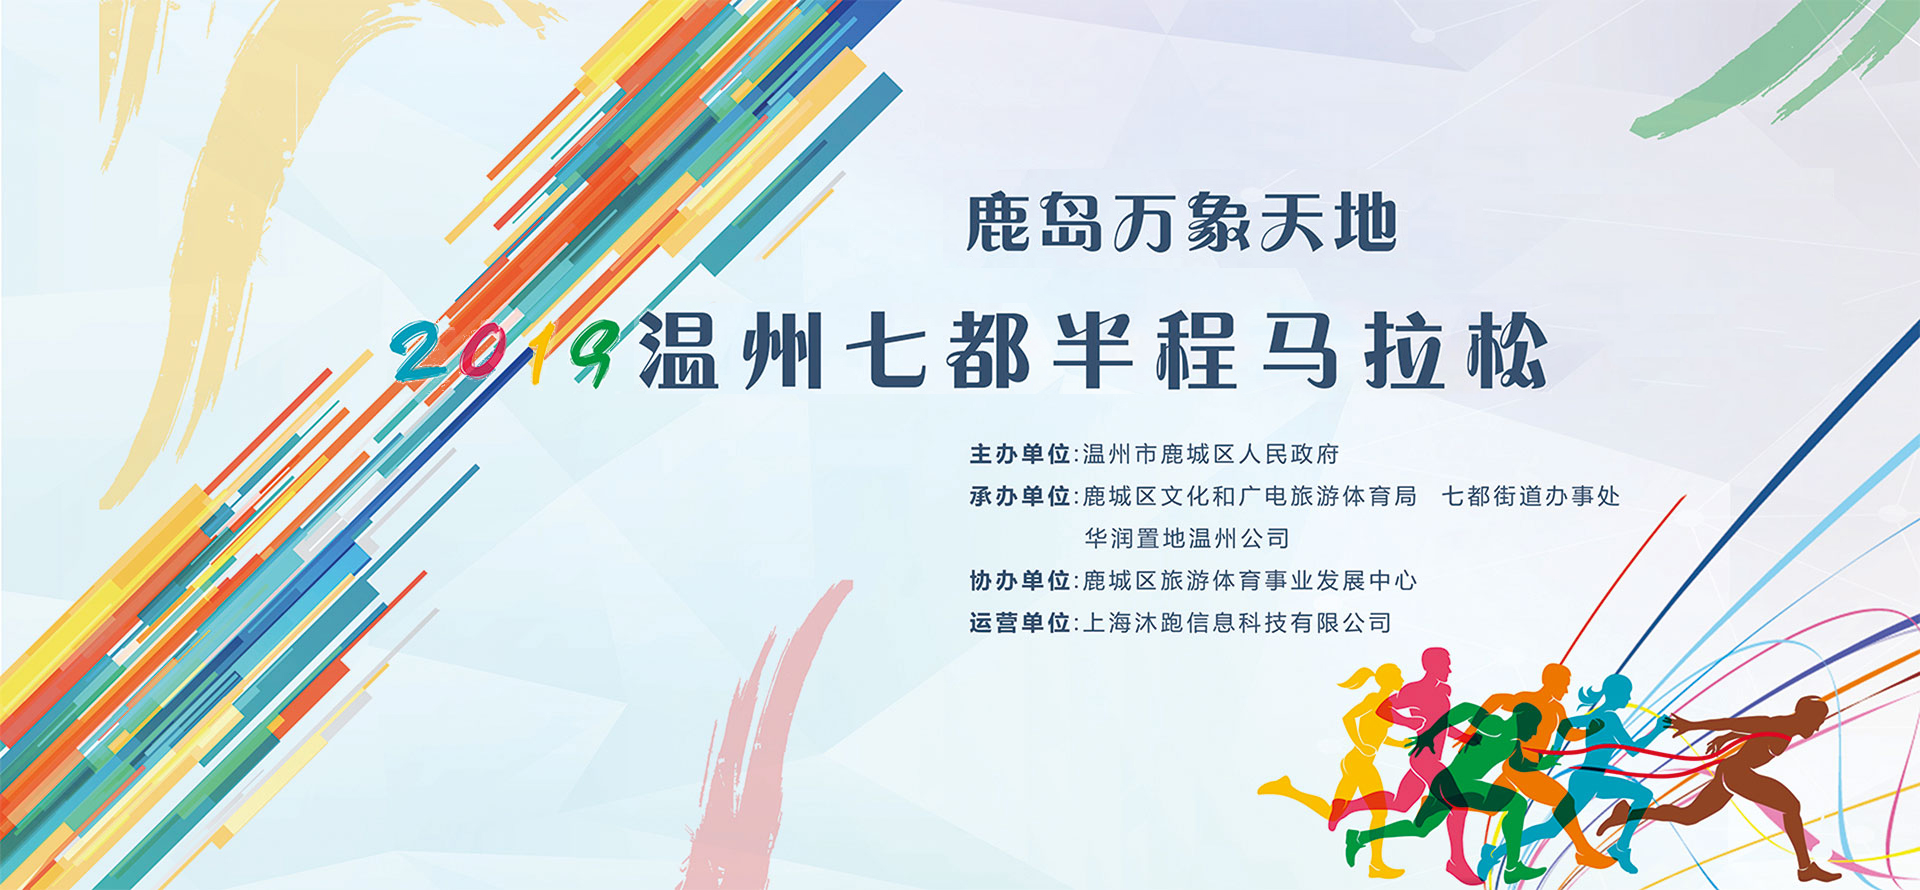 鹿岛万象天地
2019温州七都半程马拉松
主办单位:温州市鹿城区人民政府
承办单位:鹿城区文化和广电旅游体育局 七都街道办事处
华润置地温州公司
协办单位:鹿城区旅游体育事业发展中心
运营单位:上海沐跑信息科技有限公司